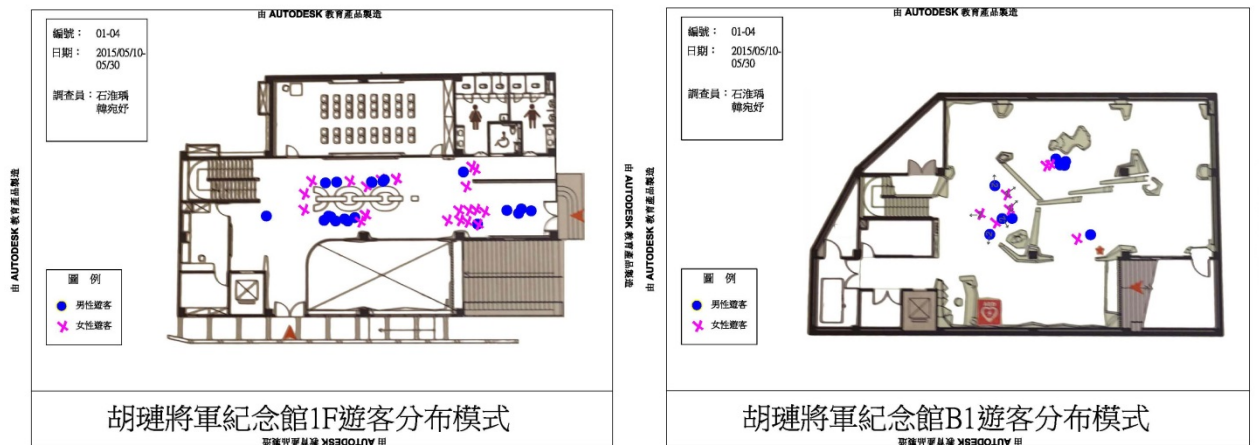 由 AUTODESK 教育產品製造
編號： 01-04
日期： 2015/05/10-
05/30
調查員：石淮瑀
韓宛妤
由 AUTODESK 教育產品製造
由 AUTODESK 教育產品製造
圖 例
男性遊客
女性遊客
胡璉將軍紀念館1F遊客分布模式
由 AUTODESK 教育產品製造
由 AUTODESK 教育產品製造
編號： 01-04
日期： 2015/05/10-
05/30
調查員：石淮瑀
韓宛妤
由 AUTODESK 教育產品製造
圖 例
男性遊客
女性遊客
胡璉將軍紀念館B1遊客分布模式
由 AUTODESK 教育產品製造